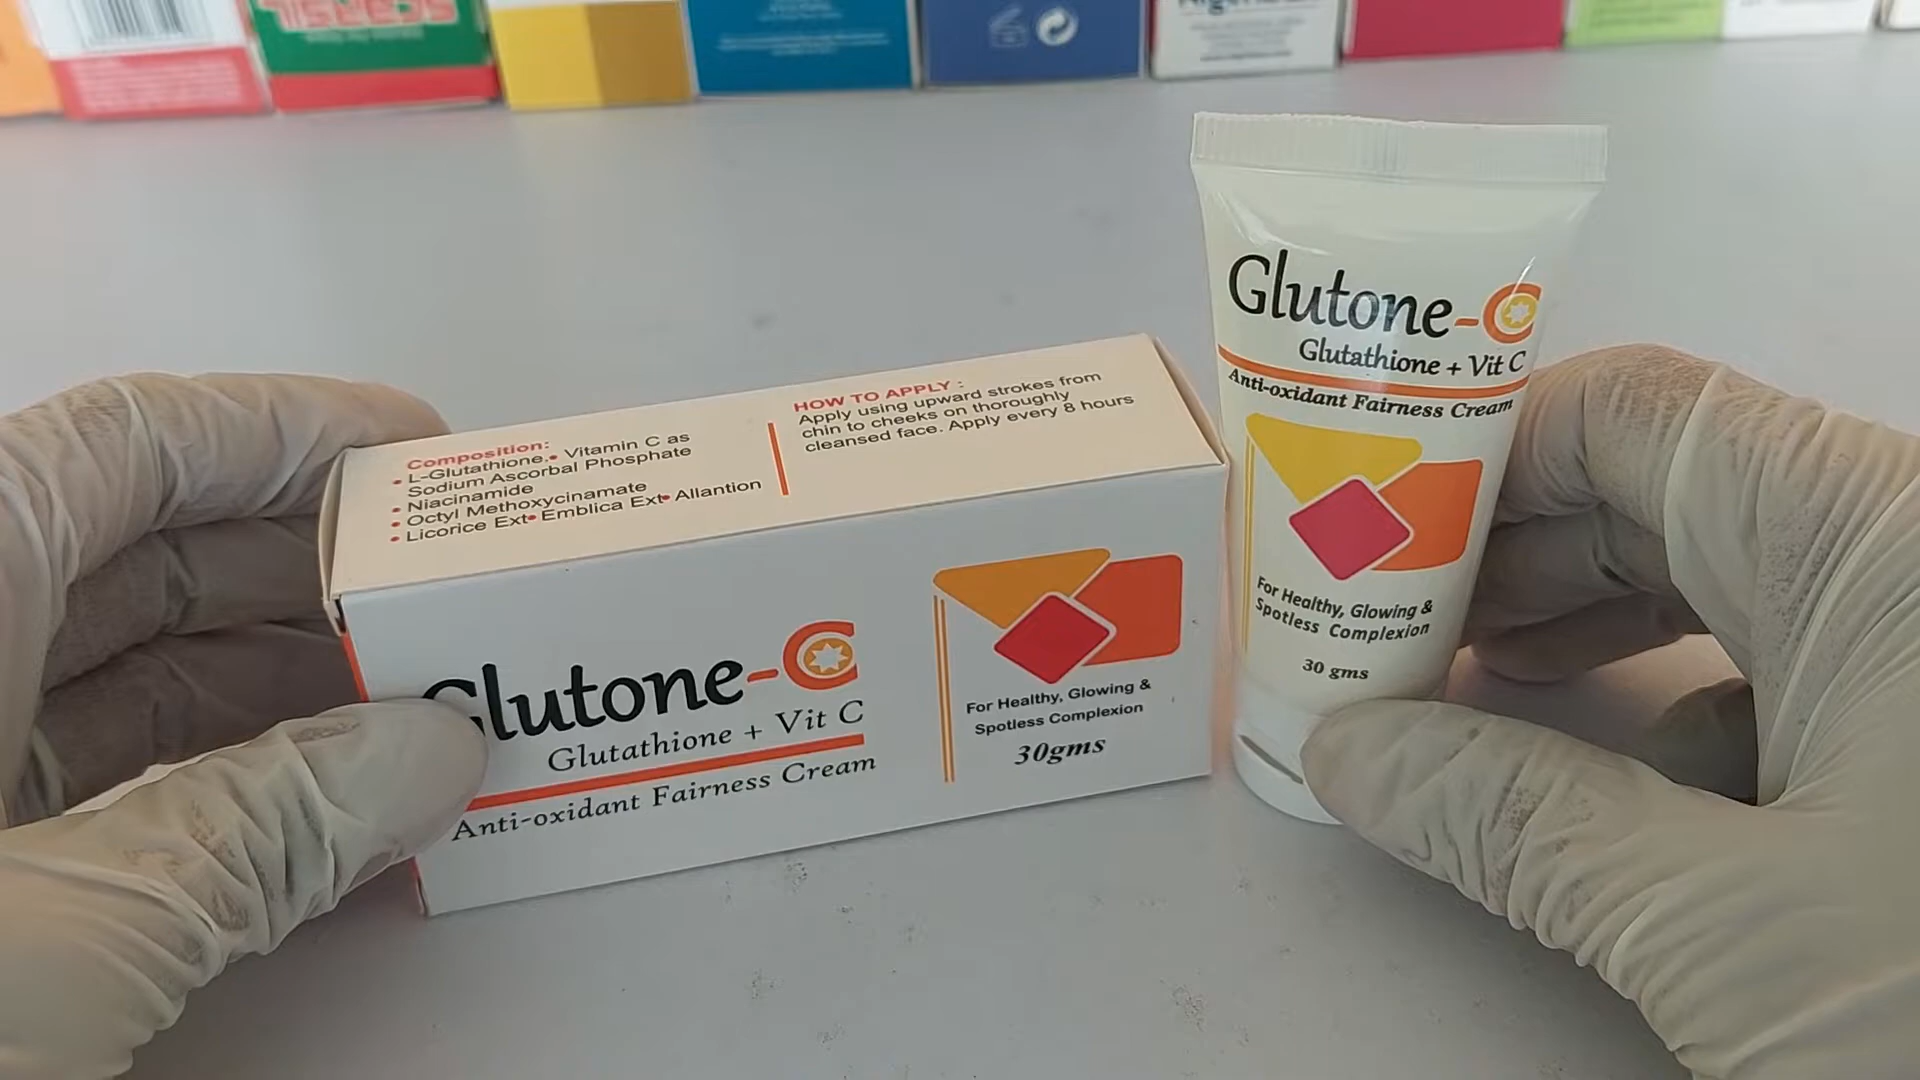 Composition:
• L-Glutathione.• Vitamin C as
Sodium Ascorbal Phosphate
• Niacinamide
• Octyl Methoxycinamate
• Licorice Ext• Emblica Ext• Allantion
HOW TO APPLY :
Apply using upward strokes from
chin to cheeks on thoroughly
cleansed face. Apply every 8 hours
Glutone-C
Glutathione + Vit C
Anti-oxidant Fairness Cream
For Healthy, Glowing &
Spotless Complexion
30gms
Glutone-C
Glutathione + Vit C
Anti-oxidant Fairness Cream
For Healthy, Glowing &
Spotless Complexion
30 gms